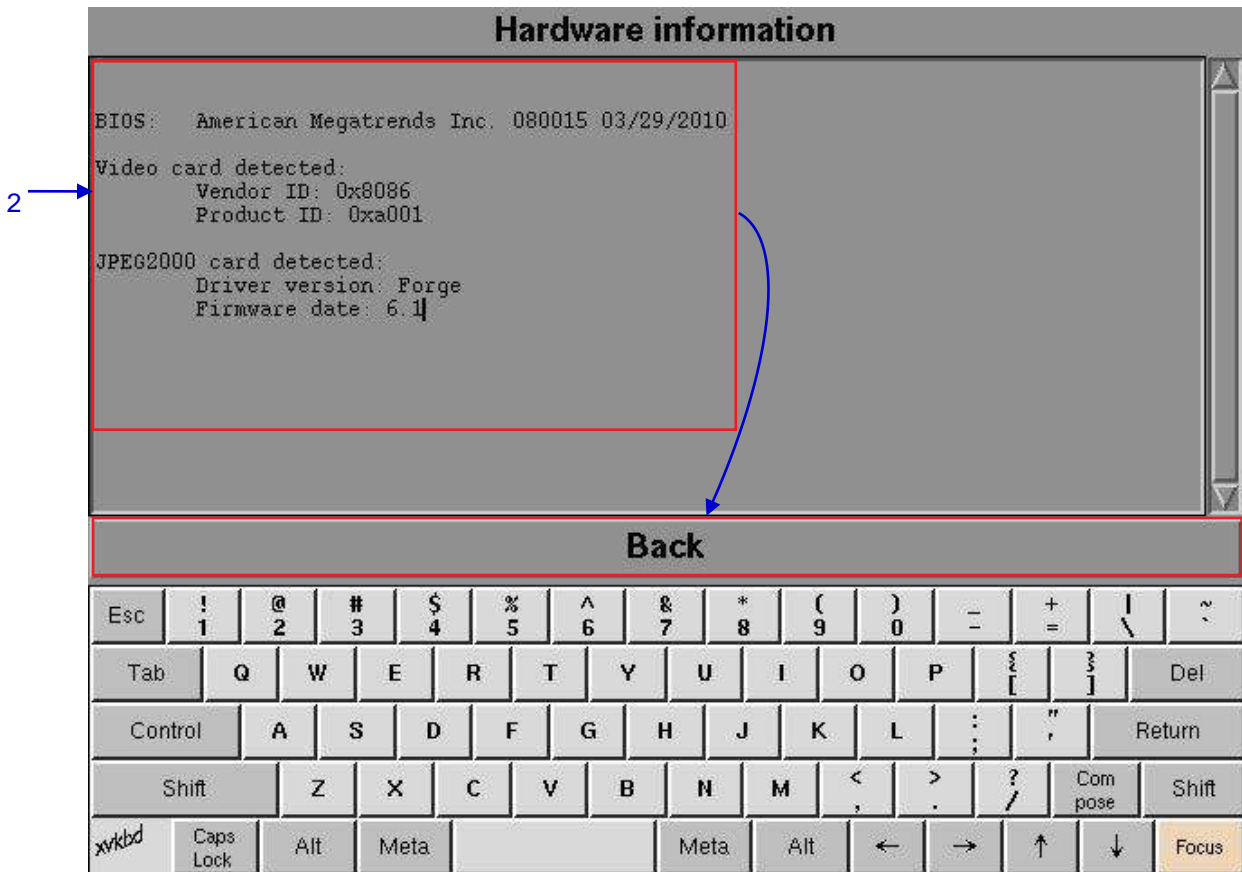 Hardware information
BIOS: American Megatrends Inc. 080015 03/29/2010
Video card detected:
Vendor ID: 0x8086
Product ID: 0xa001
JPEG2000 card detected:
Driver version: Forge
Firmware date: 6.1
2
Back
Esc ! 1 @ 2 # 3 $ 4 % 5 ^ 6 & 7 * 8 ( 9 ) 0 _ - + = | \ ~ `
Tab Q W E R T Y U I O P { [ } ] Del
Control A S D F G H J K L : ; " ' Return
Shift Z X C V B N M < , > . ? / Com pose Shift
xvkbd Caps Lock Alt Meta Meta Alt ← → ↑ ↓ Focus